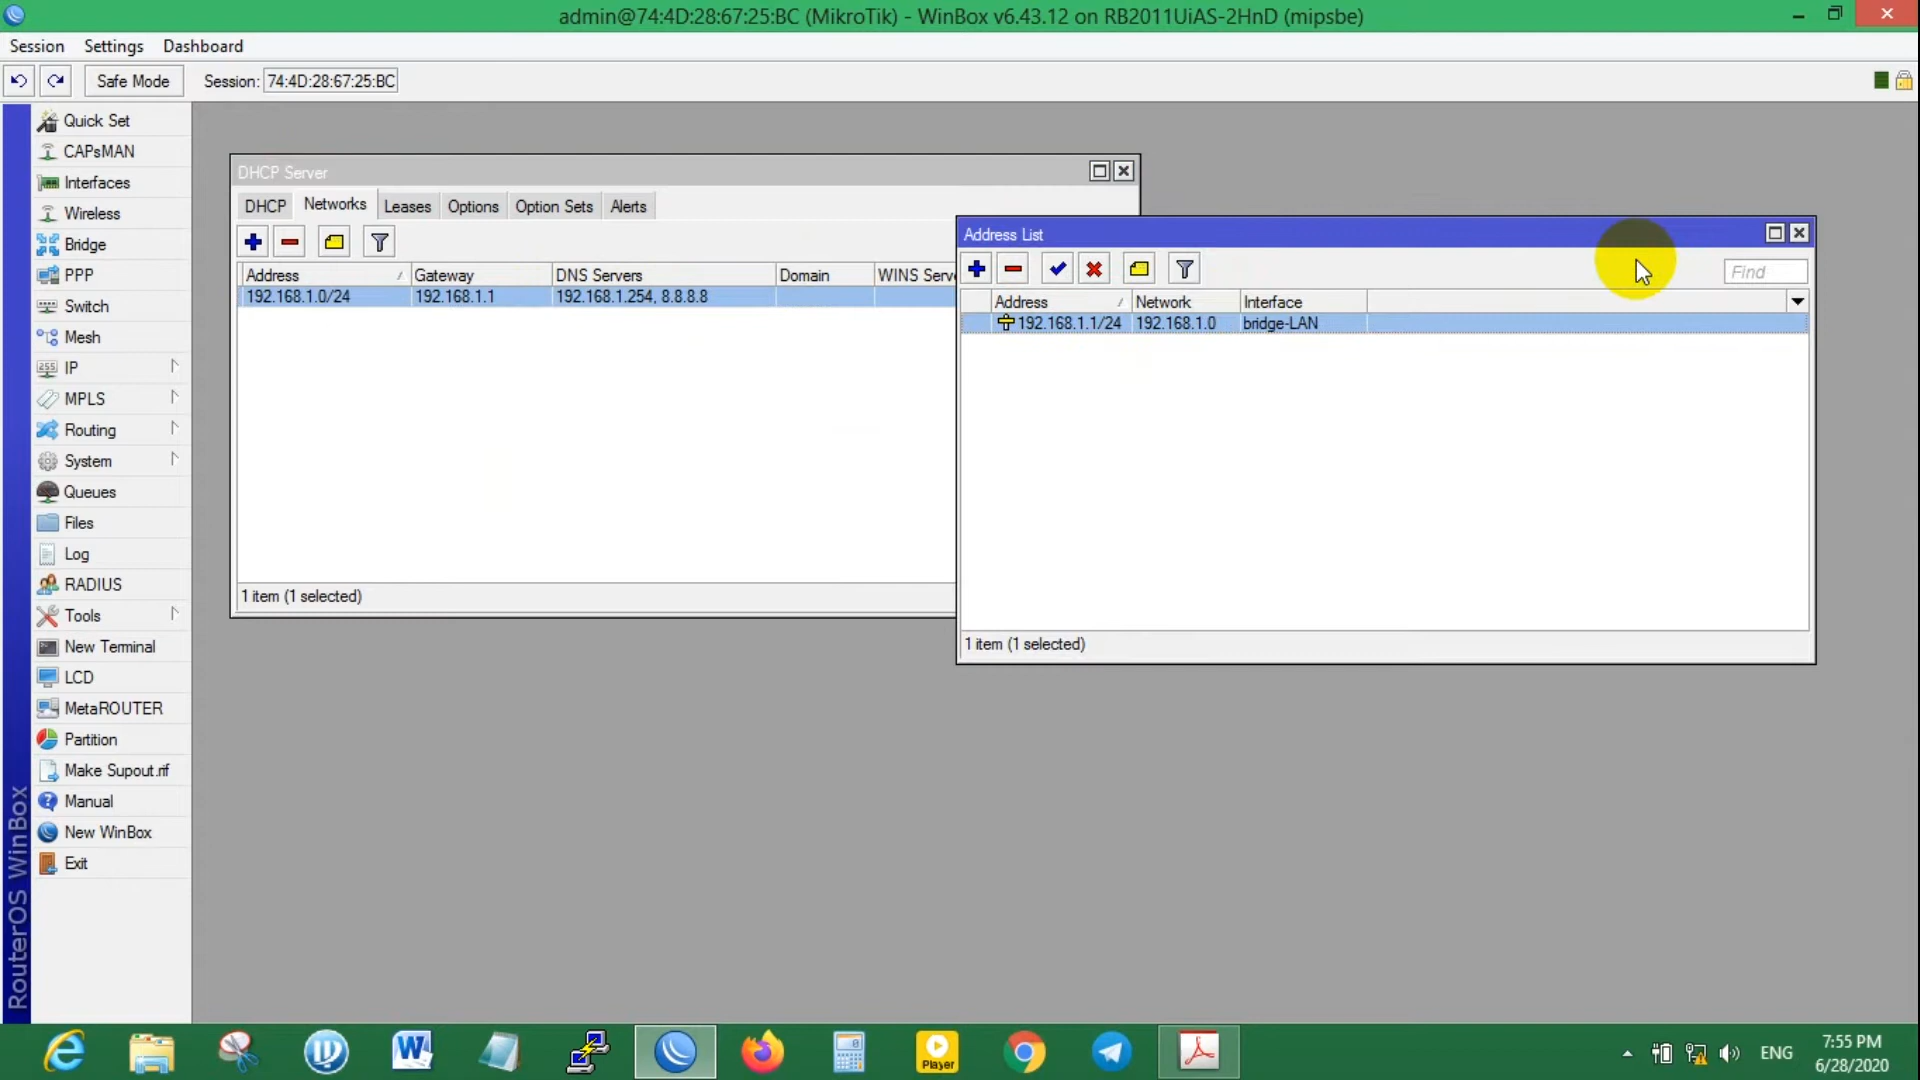 admin@74:4D:28:67:25:BC (MikroTik) - WinBox v6.43.12 on RB2011UiAS-2HnD (mipsbe)
Session Settings Dashboard
Safe Mode Session: 74:4D:28:67:25:BC
Quick Set
CAPsMAN
Interfaces
Wireless
Bridge
PPP
Switch
Mesh
255 IP
MPLS
Routing
System
Queues
Files
Log
RADIUS
Tools
New Terminal
LCD
MetaROUTER
Partition
Make Supout.rif
Manual
New WinBox
Exit
RouterOS WinBox
DHCP Server
DHCP Networks Leases Options Option Sets Alerts
Address Gateway DNS Servers Domain WINS Serve
192.168.1.0/24 192.168.1.1 192.168.1.254, 8.8.8.8
1 item (1 selected)
Address List
Find
Address Network Interface
192.168.1.1/24 192.168.1.0 bridge-LAN
1 item (1 selected)
Player
ENG
7:55 PM
6/28/2020